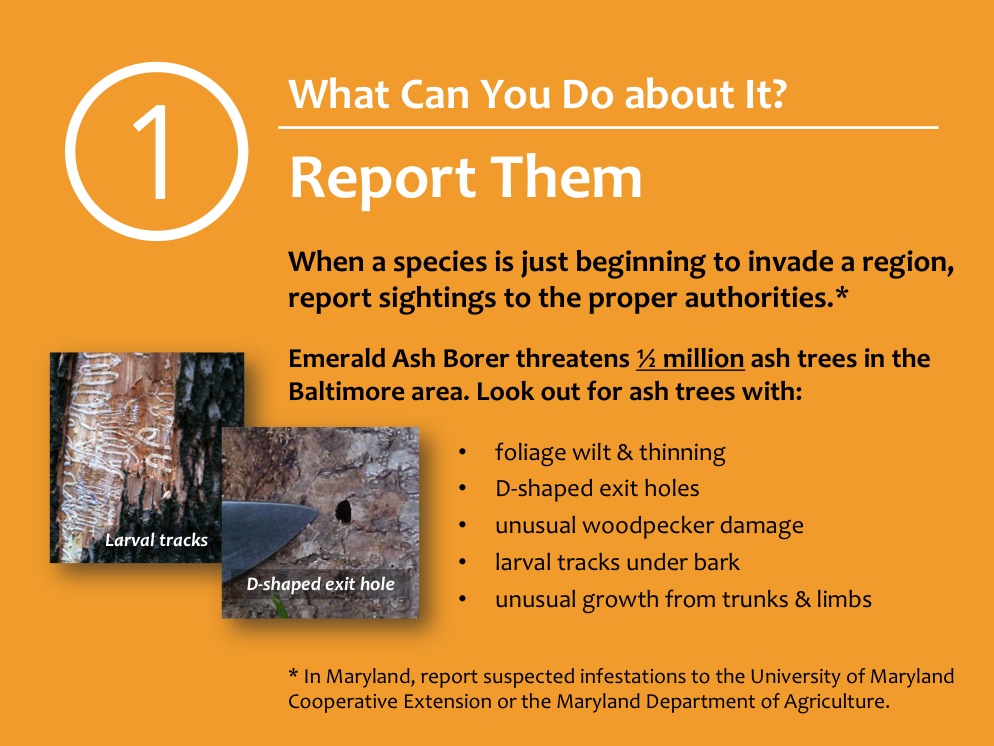 1
What Can You Do about It?
Report Them
When a species is just beginning to invade a region,
report sightings to the proper authorities.*
Emerald Ash Borer threatens ½ million ash trees in the
Baltimore area. Look out for ash trees with:
• foliage wilt & thinning
• D-shaped exit holes
• unusual woodpecker damage
• larval tracks under bark
• unusual growth from trunks & limbs
Larval tracks
D-shaped exit hole
* In Maryland, report suspected infestations to the University of Maryland
Cooperative Extension or the Maryland Department of Agriculture.